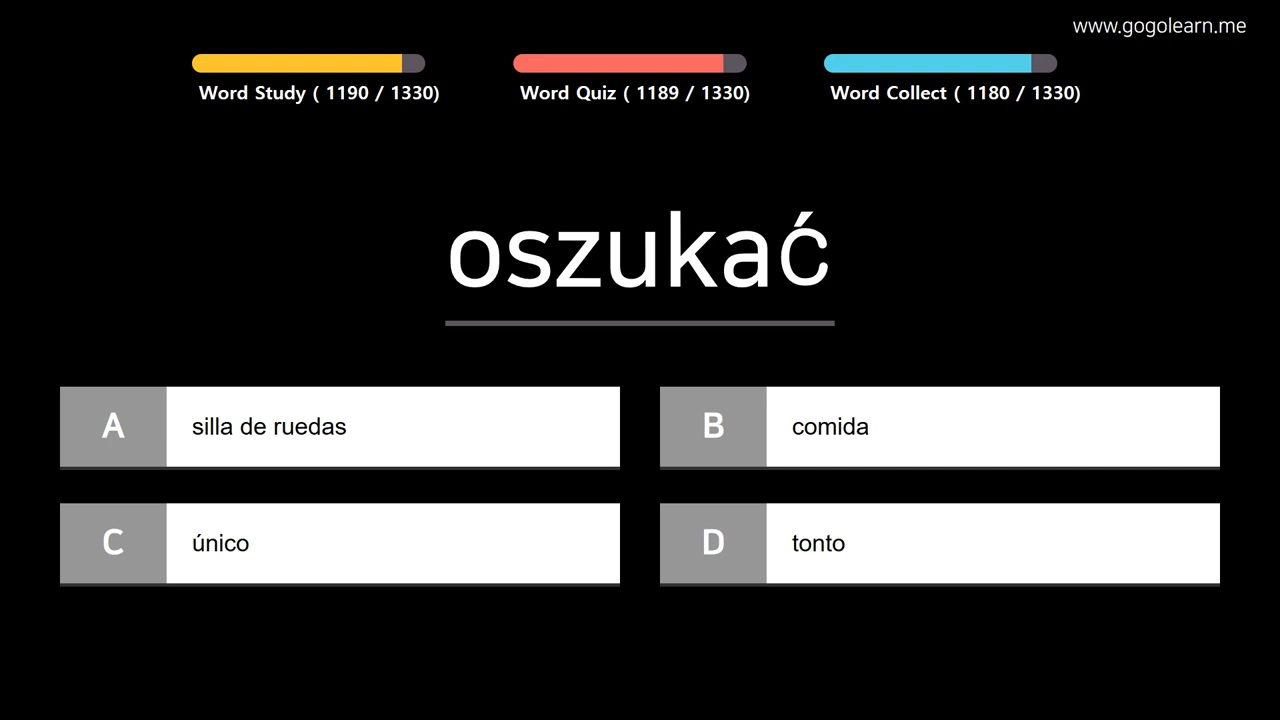 www.gogolearn.me
Word Study ( 1190 / 1330)
Word Quiz ( 1189 / 1330)
Word Collect ( 1180 / 1330)
oszukać
A silla de ruedas
B comida
C único
D tonto